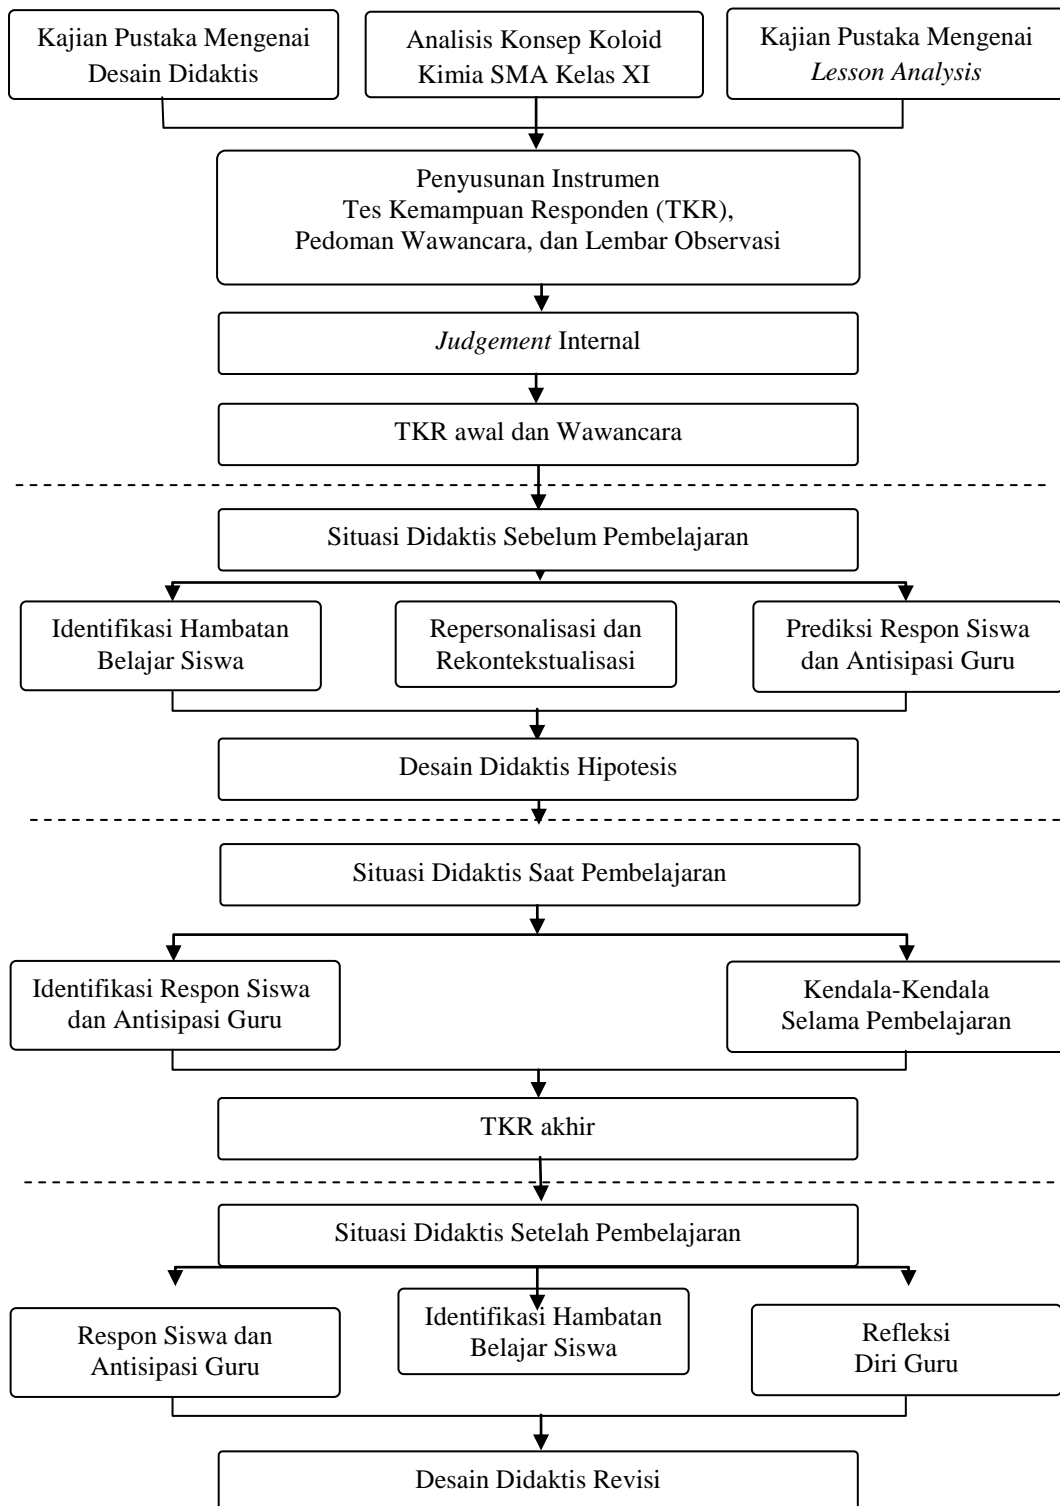 Kajian Pustaka Mengenai
Desain Didaktis
Analisis Konsep Koloid
Kimia SMA Kelas XI
Kajian Pustaka Mengenai
Lesson Analysis
Penyusunan Instrumen
Tes Kemampuan Responden (TKR),
Pedoman Wawancara, dan Lembar Observasi
Judgement Internal
TKR awal dan Wawancara
Situasi Didaktis Sebelum Pembelajaran
Identifikasi Hambatan
Belajar Siswa
Repersonalisasi dan
Rekontekstualisasi
Prediksi Respon Siswa
dan Antisipasi Guru
Desain Didaktis Hipotesis
Situasi Didaktis Saat Pembelajaran
Identifikasi Respon Siswa
dan Antisipasi Guru
Kendala-Kendala
Selama Pembelajaran
TKR akhir
Situasi Didaktis Setelah Pembelajaran
Respon Siswa dan
Antisipasi Guru
Identifikasi Hambatan
Belajar Siswa
Refleksi
Diri Guru
Desain Didaktis Revisi